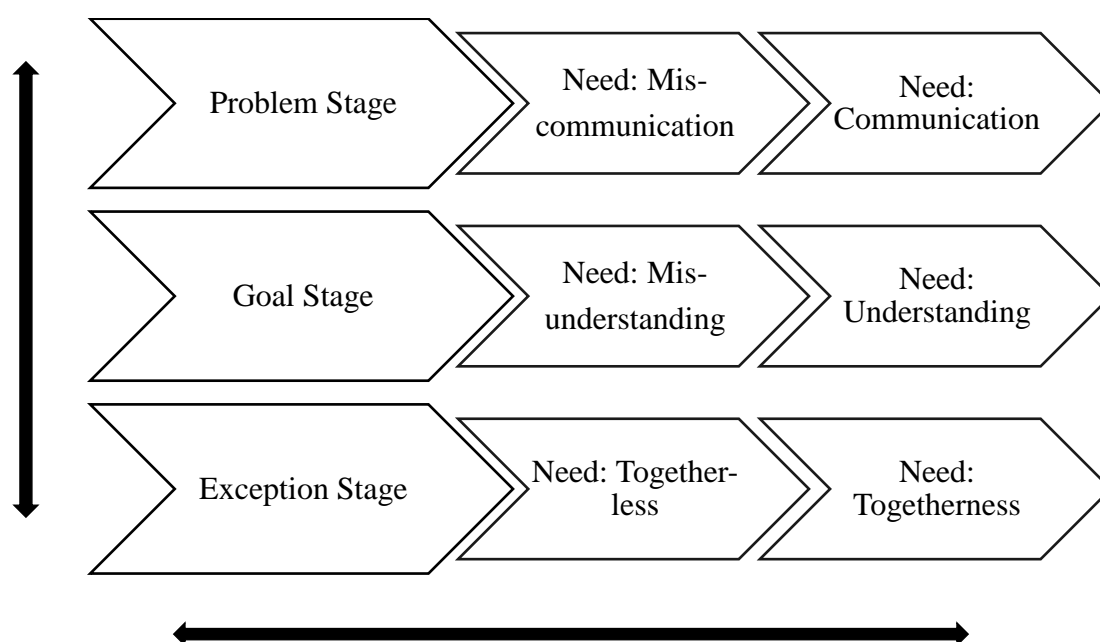 Problem Stage
Need: Mis-
communication
Need:
Communication
Goal Stage
Need: Mis-
understanding
Need:
Understanding
Exception Stage
Need: Together-
less
Need:
Togetherness